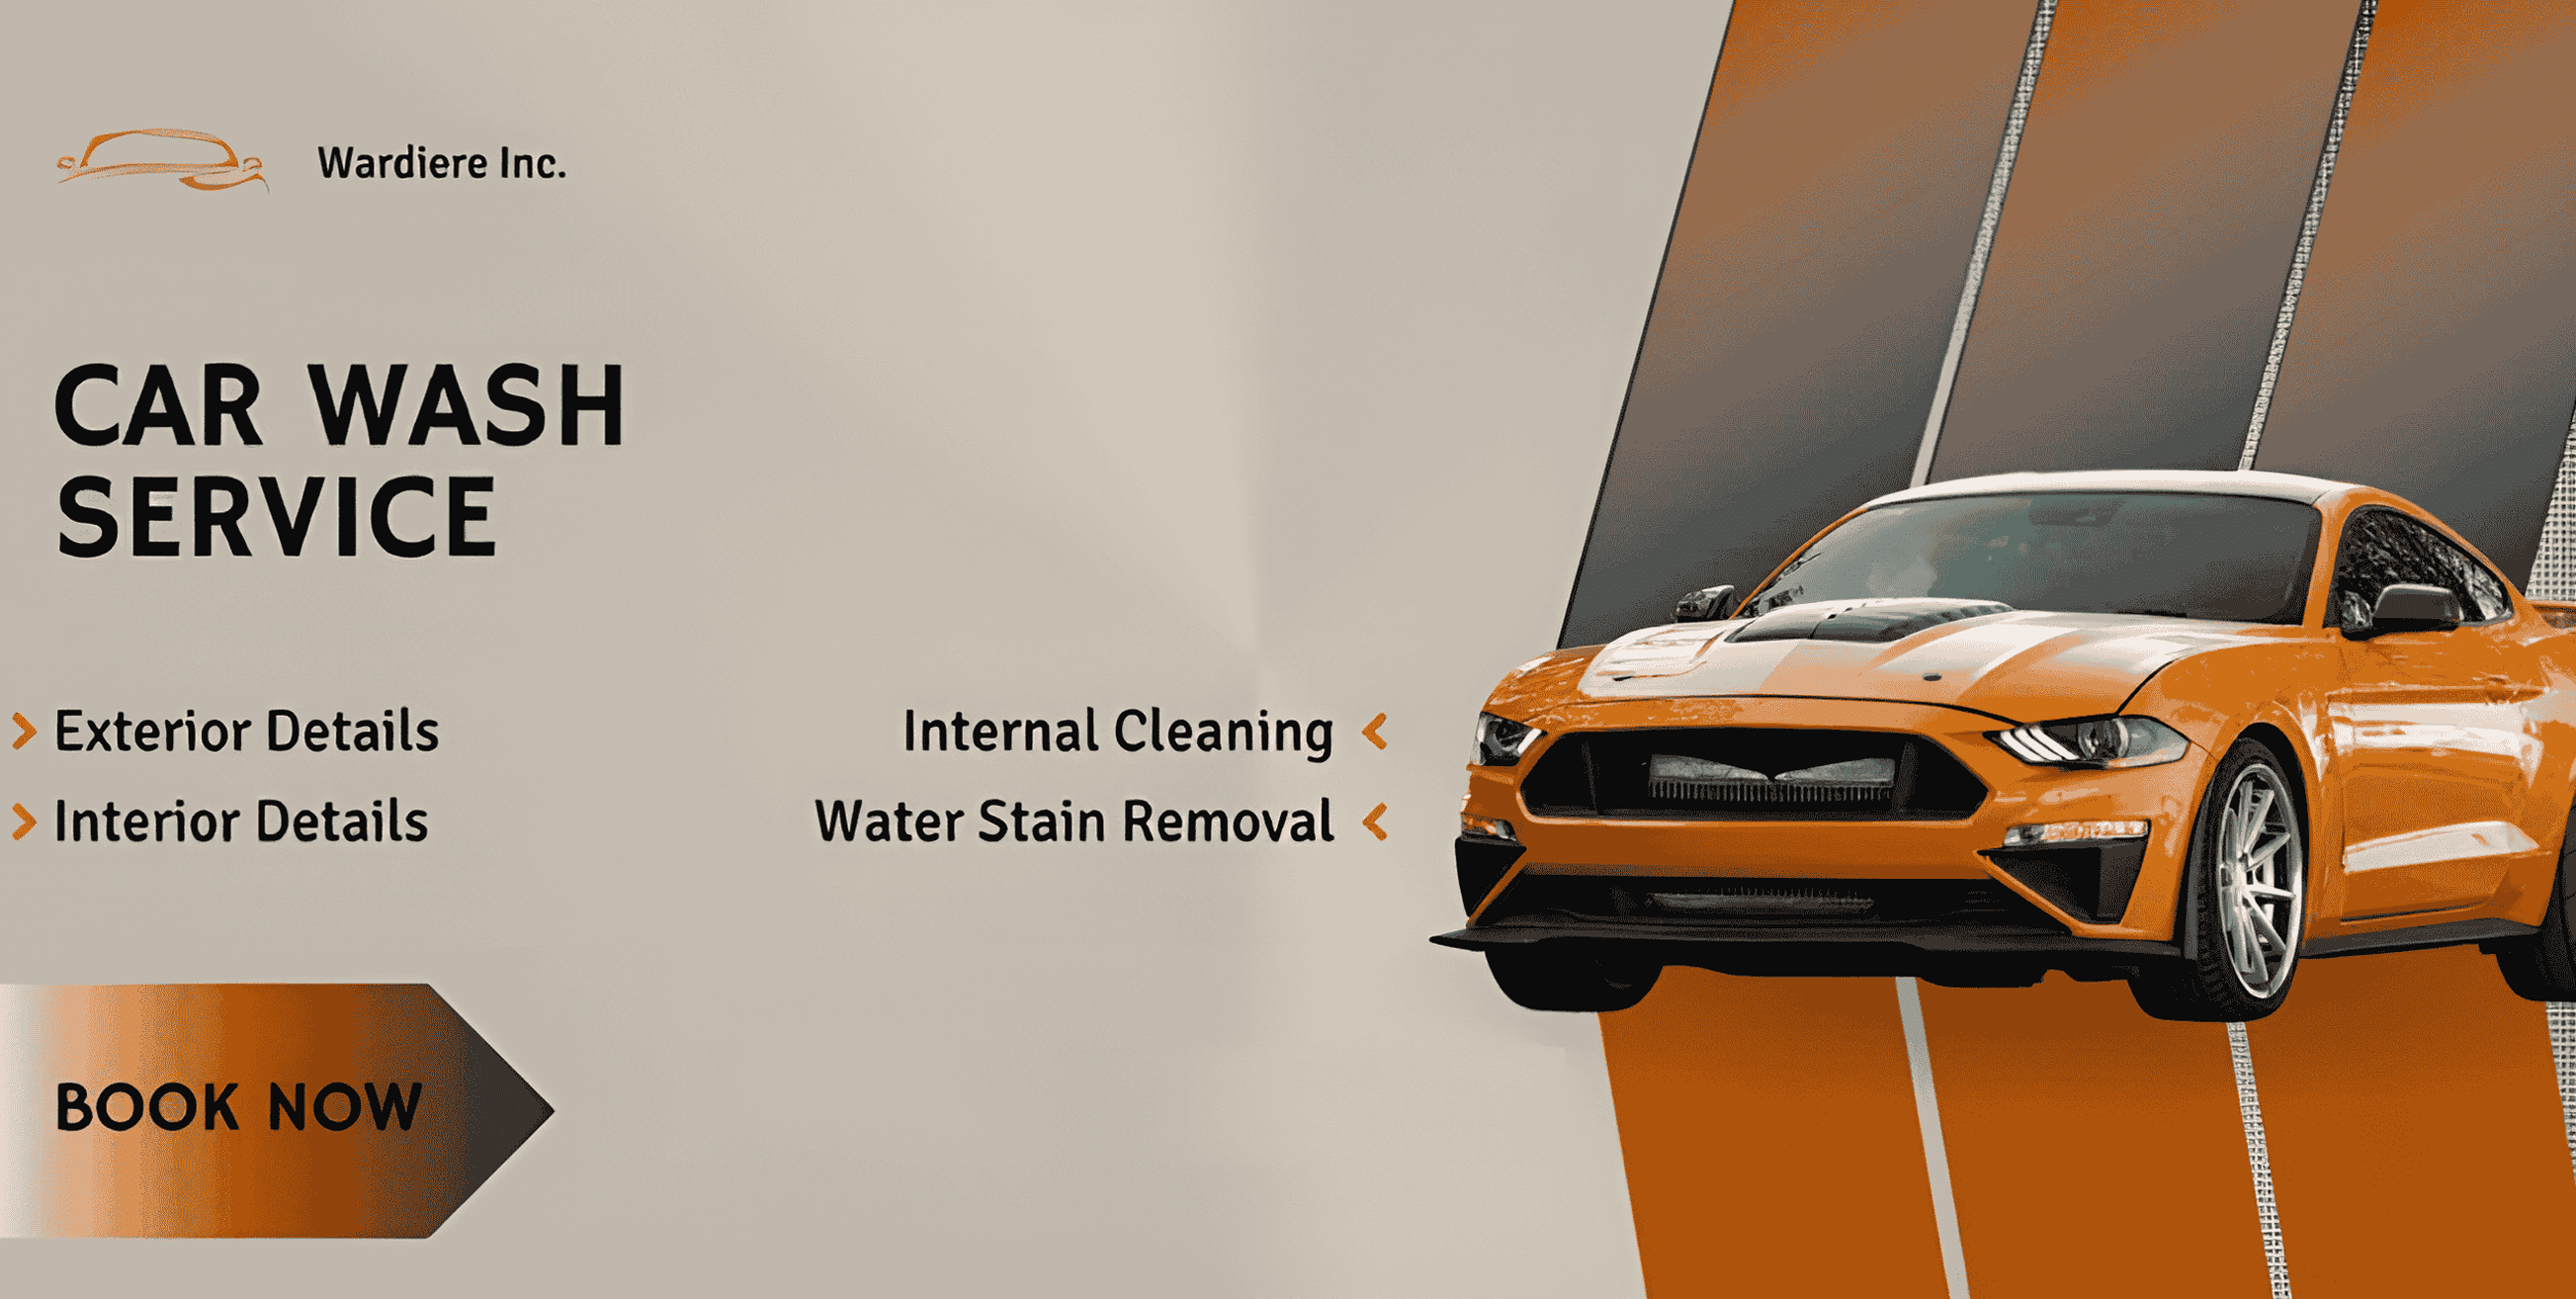 Wardiere Inc.
CAR WASH
SERVICE
Exterior Details
Interior Details
Internal Cleaning
Water Stain Removal
BOOK NOW